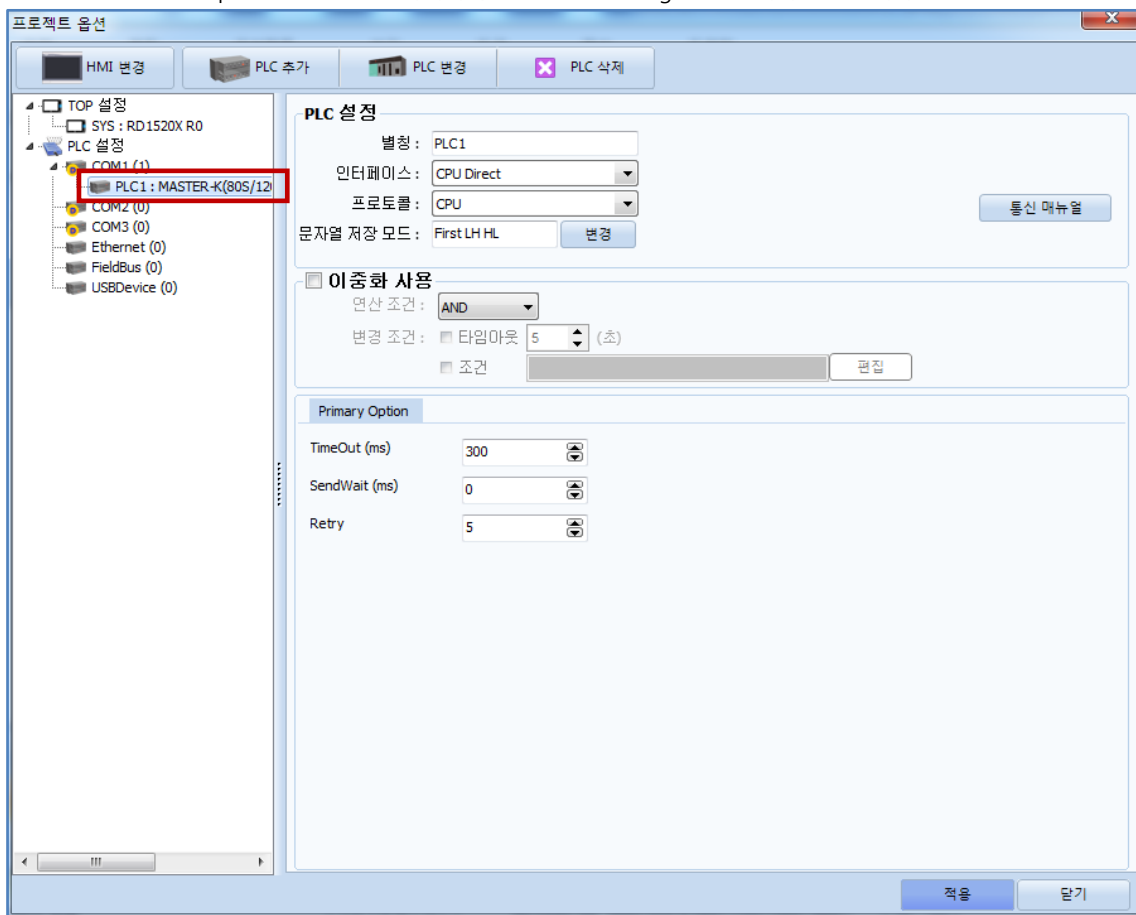 프로젝트 옵션
HMI 변경
PLC 추가
PLC 변경
PLC 삭제
TOP 설정
SYS : RD1520X R0
PLC 설정
COM1 (1)
PLC1 : MASTER-K(80S/12
COM2 (0)
COM3 (0)
Ethernet (0)
FieldBus (0)
USBDevice (0)
PLC 설정
별칭 : PLC1
인터페이스 : CPU Direct
프로토콜 : CPU
통신 매뉴얼
문자열 저장 모드 : First LH HL 변경
이중화 사용
연산 조건 : AND
변경 조건 : 타임아웃 5 (초)
조건 편집
Primary Option
TimeOut (ms) 300
SendWait (ms) 0
Retry 5
적용 닫기